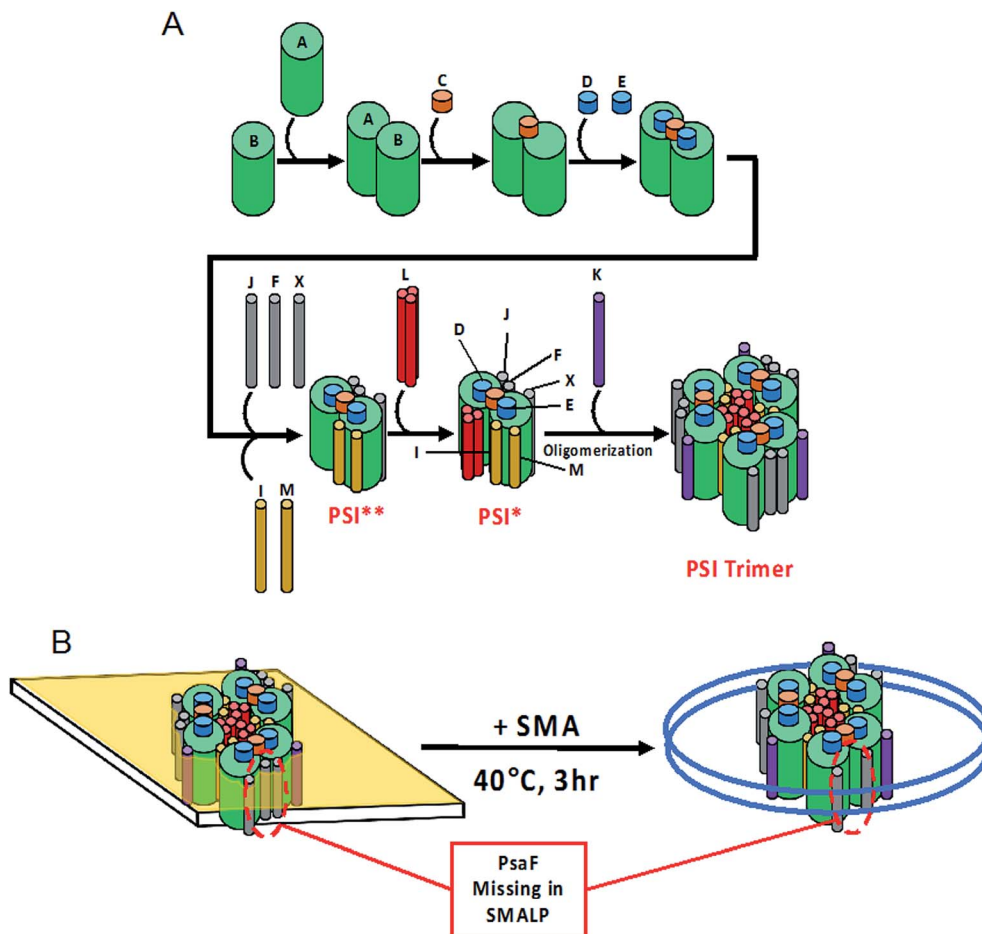 A
A
B
A
B
C
D E
J F X
L
K
D
J
F
X
E
I
M
Oligomerization
I M
PSI**
PSI*
PSI Trimer
B
+ SMA
40°C, 3hr
PsaF
Missing in
SMALP